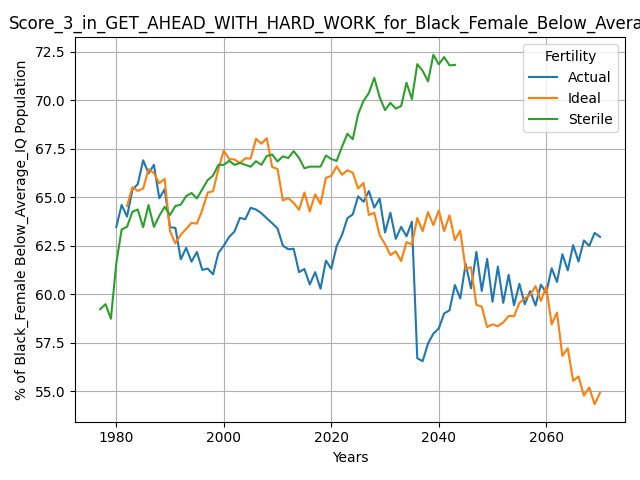 Score_3_in_GET_AHEAD_WITH_HARD_WORK_for_Black_Female_Below_Avera
Fertility
Actual
Ideal
Sterile
% of Black_Female Below_Average_IQ Population
72.5
70.0
67.5
65.0
62.5
60.0
57.5
55.0
1980 2000 2020 2040 2060
Years